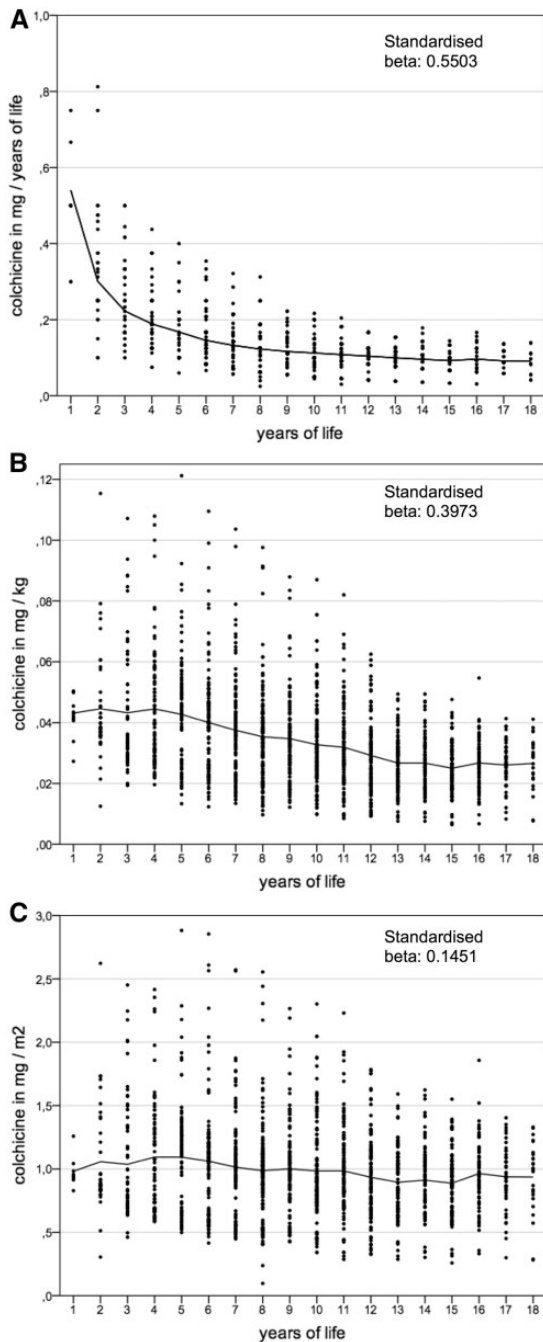 A
Standardised
beta: 0.5503
colchicine in mg / years of life
1,0
,8
,6
,4
,2
,0
1 2 3 4 5 6 7 8 9 10 11 12 13 14 15 16 17 18
years of life
B
Standardised
beta: 0.3973
colchicine in mg / kg
,12
,10
,08
,06
,04
,02
,00
1 2 3 4 5 6 7 8 9 10 11 12 13 14 15 16 17 18
years of life
C
Standardised
beta: 0.1451
colchicine in mg / m2
3,0
2,5
2,0
1,5
1,0
,5
,0
1 2 3 4 5 6 7 8 9 10 11 12 13 14 15 16 17 18
years of life